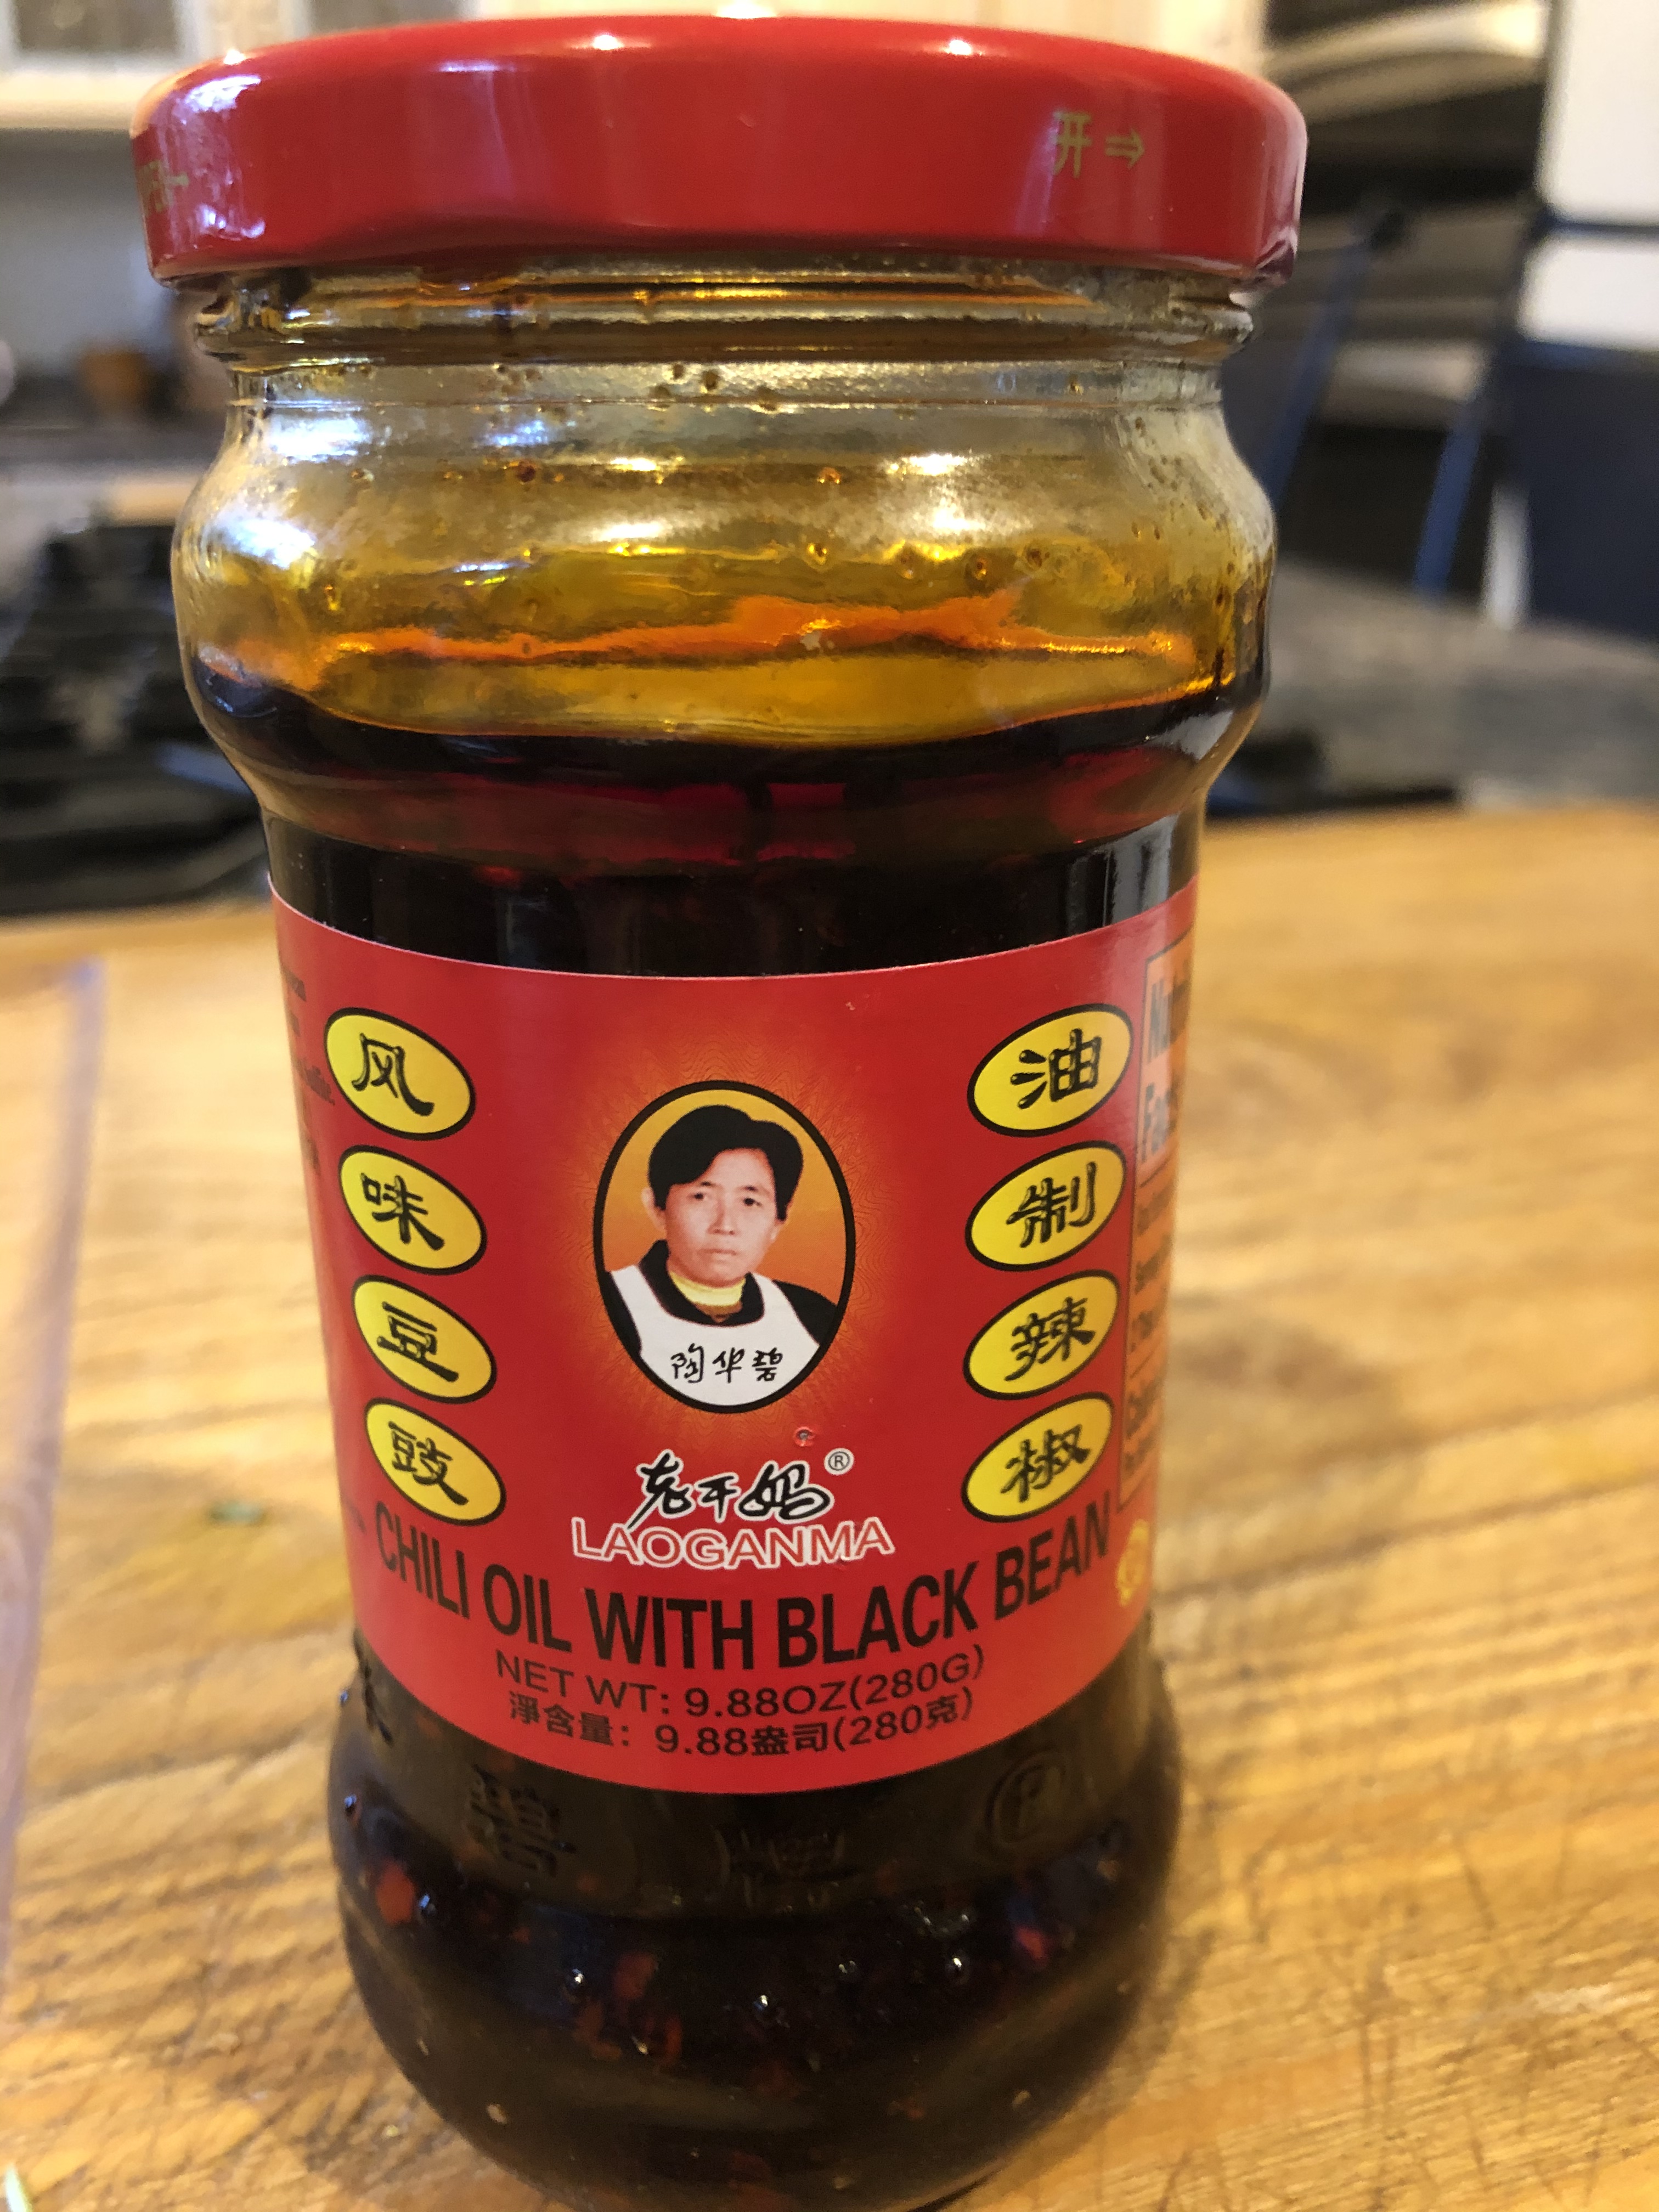 开⇒
风味豆豉
油制辣椒
陶华碧
老干妈®
LAOGANMA
CHILI OIL WITH BLACK BEAN
NET WT: 9.88OZ(280G)
淨含量: 9.88盎司(280克)